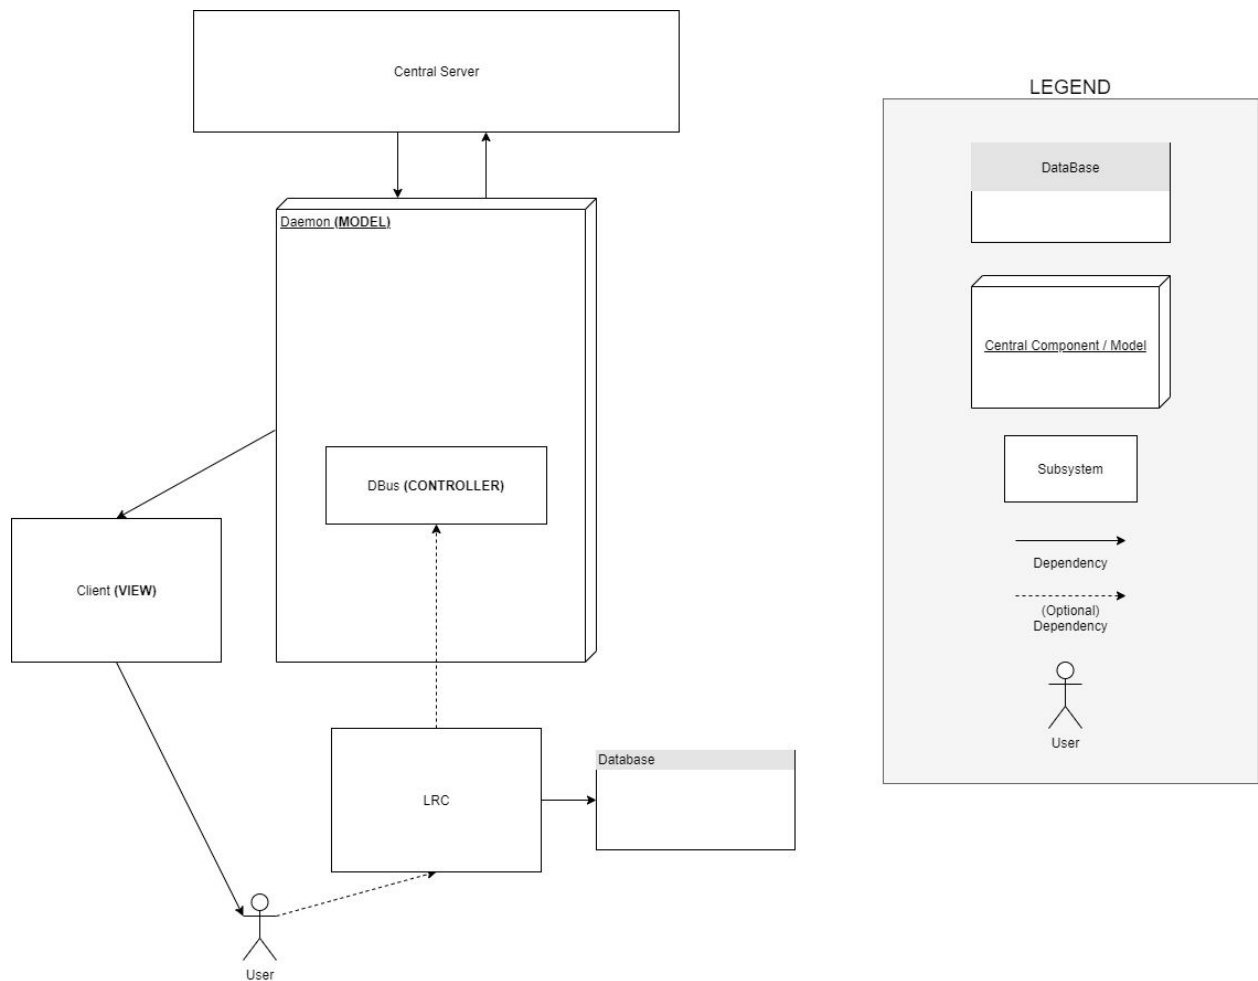 Central Server
LEGEND
DataBase
Daemon (MODEL)
Central Component / Model
Subsystem
DBus (CONTROLLER)
Dependency
Client (VIEW)
(Optional)
Dependency
User
Database
LRC
User